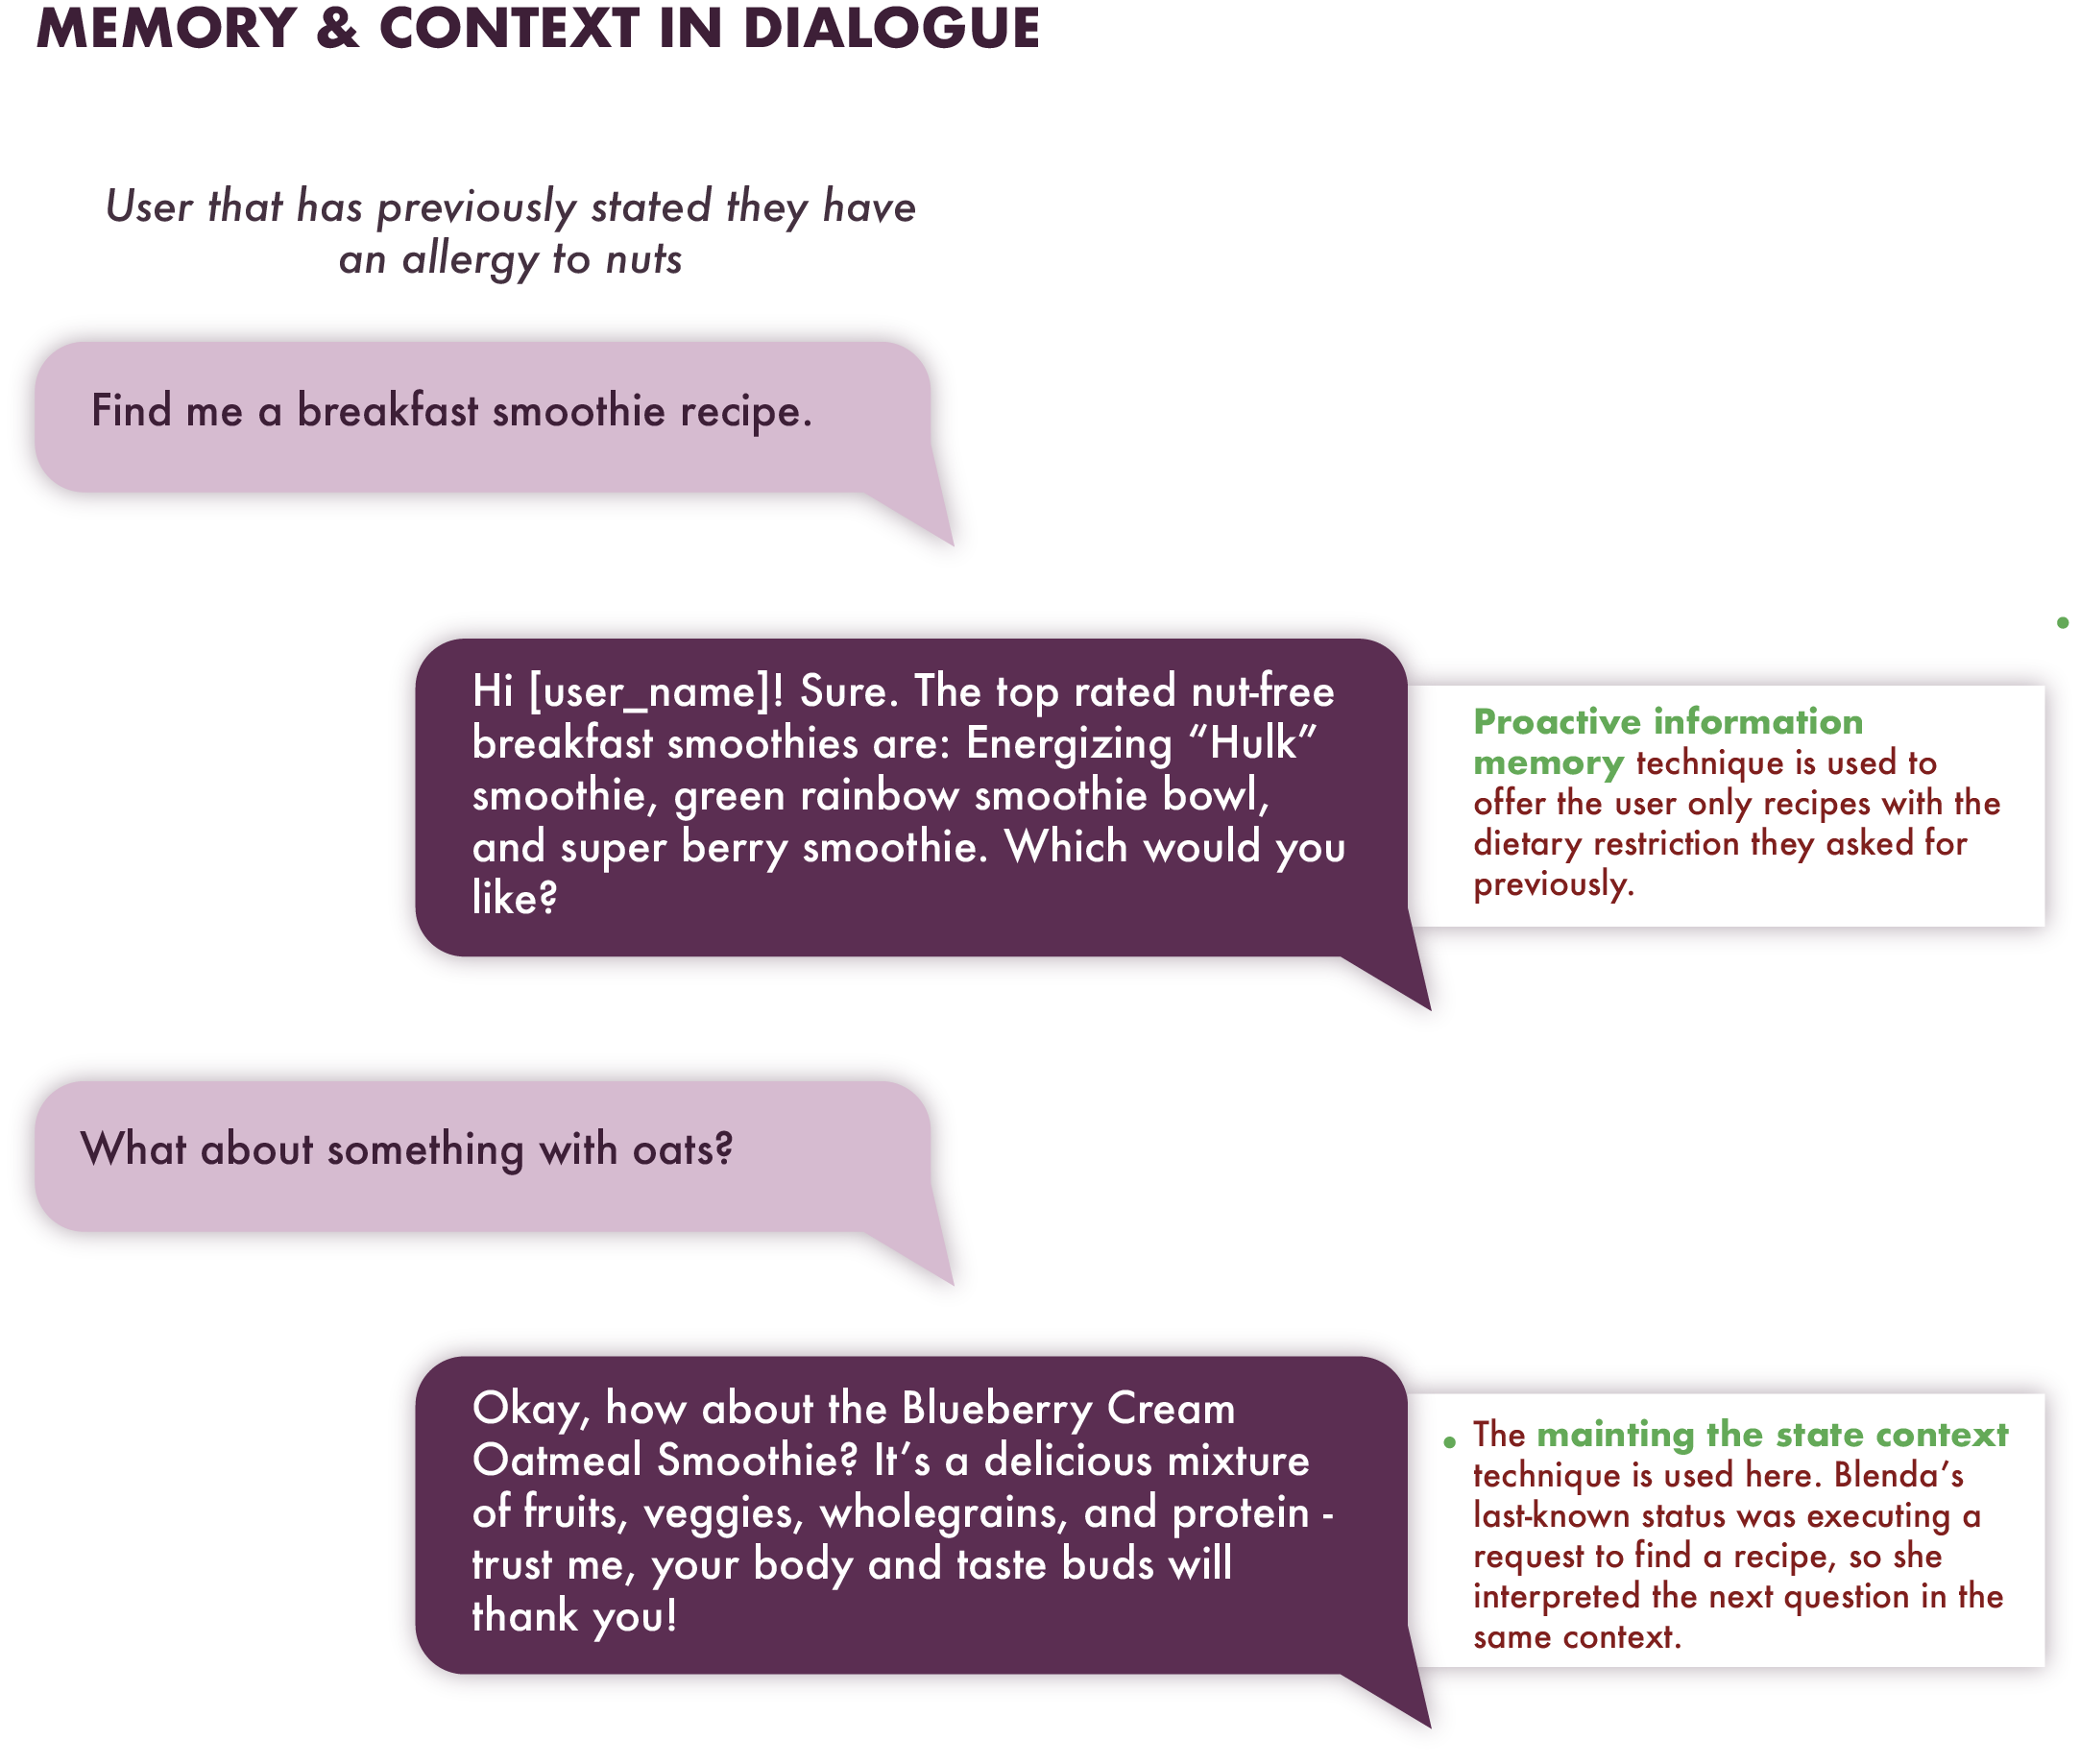 MEMORY & CONTEXT IN DIALOGUE
User that has previously stated they have
an allergy to nuts
Find me a breakfast smoothie recipe.
Hi [user_name]! Sure. The top rated nut-free
breakfast smoothies are: Energizing “Hulk”
smoothie, green rainbow smoothie bowl,
and super berry smoothie. Which would you
like?
Proactive information
memory technique is used to
offer the user only recipes with the
dietary restriction they asked for
previously.
What about something with oats?
Okay, how about the Blueberry Cream
Oatmeal Smoothie? It’s a delicious mixture
of fruits, veggies, wholegrains, and protein -
trust me, your body and taste buds will
thank you!
• The mainting the state context
technique is used here. Blenda’s
last-known status was executing a
request to find a recipe, so she
interpreted the next question in the
same context.